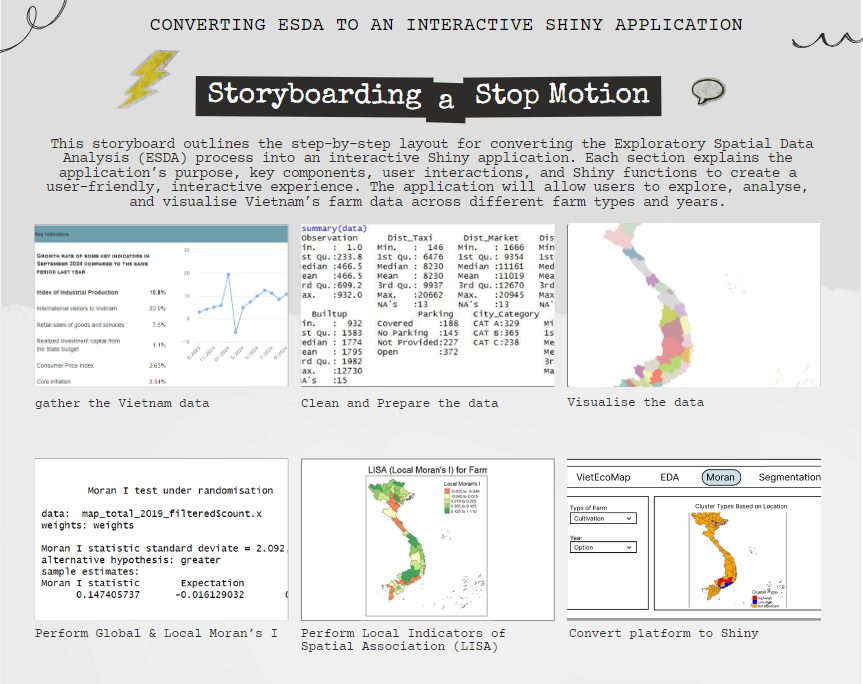 CONVERTING ESDA TO AN INTERACTIVE SHINY APPLICATION
Storyboarding a Stop Motion
This storyboard outlines the step-by-step layout for converting the Exploratory Spatial Data
Analysis (ESDA) process into an interactive Shiny application. Each section explains the
application's purpose, key components, user interactions, and Shiny functions to create a
user-friendly, interactive experience. The application will allow users to explore, analyse,
and visualise Vietnam's farm data across different farm types and years.
Key Indicators
GROWTH RATE OF SOME KEY INDICATORS IN
SEPTEMBER 2024 COMPARED TO THE SAME
PERIOD LAST YEAR
Index of Industrial Production 10.8%
International visitors to Vietnam 30.9%
Retail sales of goods and services 7.6%
Realized investment capital from
the State budget 1.1%
Consumer Price Index 2.63%
Core inflation
30
20
10
0
-10
gather the Vietnam data
summary(data)
Observation Dist_Taxi Dist_Market Dis
in. : 1.0 Min. : 146 Min. : 1666 Min
st Qu.:233.8 1st Qu.: 6476 1st Qu.: 9354 1st
edian :466.5 Median : 8230 Median :11161 Med
ean :466.5 Mean : 8230 Mean :11019 Mea
rd Qu.:699.2 3rd Qu.: 9937 3rd Qu.:12670 3rd
ax. :932.0 Max. :20662 Max. :20945 Max
NA's :13 NA's :13 NA'
Builtup Parking City_Category
in. : 932 Covered :188 CAT A:329 Mi
st Qu.: 1583 No Parking :145 CAT B:365 1s
edian : 1774 Not Provided:227 CAT C:238 Me
ean : 1795 Open :372 Me
rd Qu.: 1982 3r
ax. :12730 Ma
A's :15
Clean and Prepare the data
Visualise the data
Moran I test under randomisation
data: map_total_2019_filtered$count.x
weights: weights
Moran I statistic standard deviate = 2.092,
alternative hypothesis: greater
sample estimates:
Moran I statistic Expectation
0.147405737 -0.016129032
Perform Global & Local Moran's I
LISA (Local Moran's I) for Farm
Local Moran's I
Perform Local Indicators of
Spatial Association (LISA)
VietEcoMap EDA Moran Segmentation
Type of Farm
Cultivation
Year
Option
Cluster Types Based on Location
Cluster Type
Convert platform to Shiny